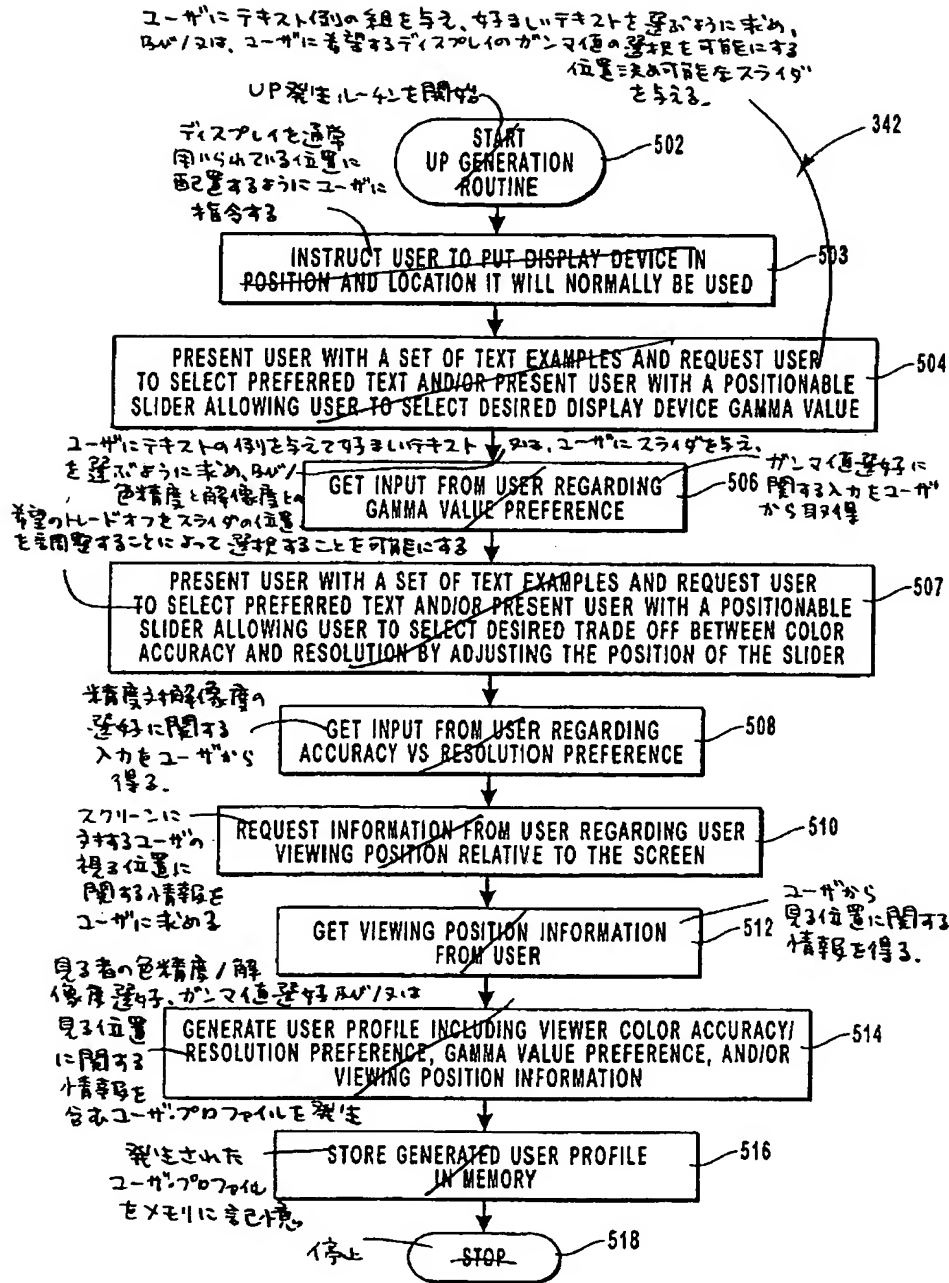 ユーザにテキスト例の組を与え、好ましいテキストを選ぶように求め、
及び/又は、ユーザに希望するディスプレイのガンマ値の選択を可能にする
位置決め可能なスライダ
を与える。
342
UP発生ルーチンを開始
START
UP GENERATION
ROUTINE
502
ディスプレイを通常
用いられている位置に
配置するようにユーザに
指令する
INSTRUCT USER TO PUT DISPLAY DEVICE IN
POSITION AND LOCATION IT WILL NORMALLY BE USED
503
PRESENT USER WITH A SET OF TEXT EXAMPLES AND REQUEST USER
TO SELECT PREFERRED TEXT AND/OR PRESENT USER WITH A POSITIONABLE
SLIDER ALLOWING USER TO SELECT DESIRED DISPLAY DEVICE GAMMA VALUE
504
ユーザにテキストの例を与えて好ましいテキスト
を選ぶように求め、及び/
又は、ユーザにスライダを与え、
色精度と解像度との
希望のトレードオフをスライダの位置
を調整することによって選択することを可能にする
GET INPUT FROM USER REGARDING
GAMMA VALUE PREFERENCE
506
ガンマ値選好に
関する入力をユーザ
から取得
PRESENT USER WITH A SET OF TEXT EXAMPLES AND REQUEST USER
TO SELECT PREFERRED TEXT AND/OR PRESENT USER WITH A POSITIONABLE
SLIDER ALLOWING USER TO SELECT DESIRED TRADE OFF BETWEEN COLOR
ACCURACY AND RESOLUTION BY ADJUSTING THE POSITION OF THE SLIDER
507
精度対解像度の
選好に関する
入力をユーザから
得る。
GET INPUT FROM USER REGARDING
ACCURACY VS RESOLUTION PREFERENCE
508
スクリーンに
対するユーザの
視る位置に
関する情報を
ユーザに求める
REQUEST INFORMATION FROM USER REGARDING USER
VIEWING POSITION RELATIVE TO THE SCREEN
510
GET VIEWING POSITION INFORMATION
FROM USER
512
ユーザから
見る位置に関する
情報を得る。
見る者の色精度/解
像度選好、ガンマ値選好及び/又は
見る位置
に関する
情報を
含むユーザ・プロファイルを発生
GENERATE USER PROFILE INCLUDING VIEWER COLOR ACCURACY/
RESOLUTION PREFERENCE, GAMMA VALUE PREFERENCE, AND/OR
VIEWING POSITION INFORMATION
514
発生された
ユーザ・プロファイル
をメモリに記憶
STORE GENERATED USER PROFILE
IN MEMORY
516
停止
STOP
518